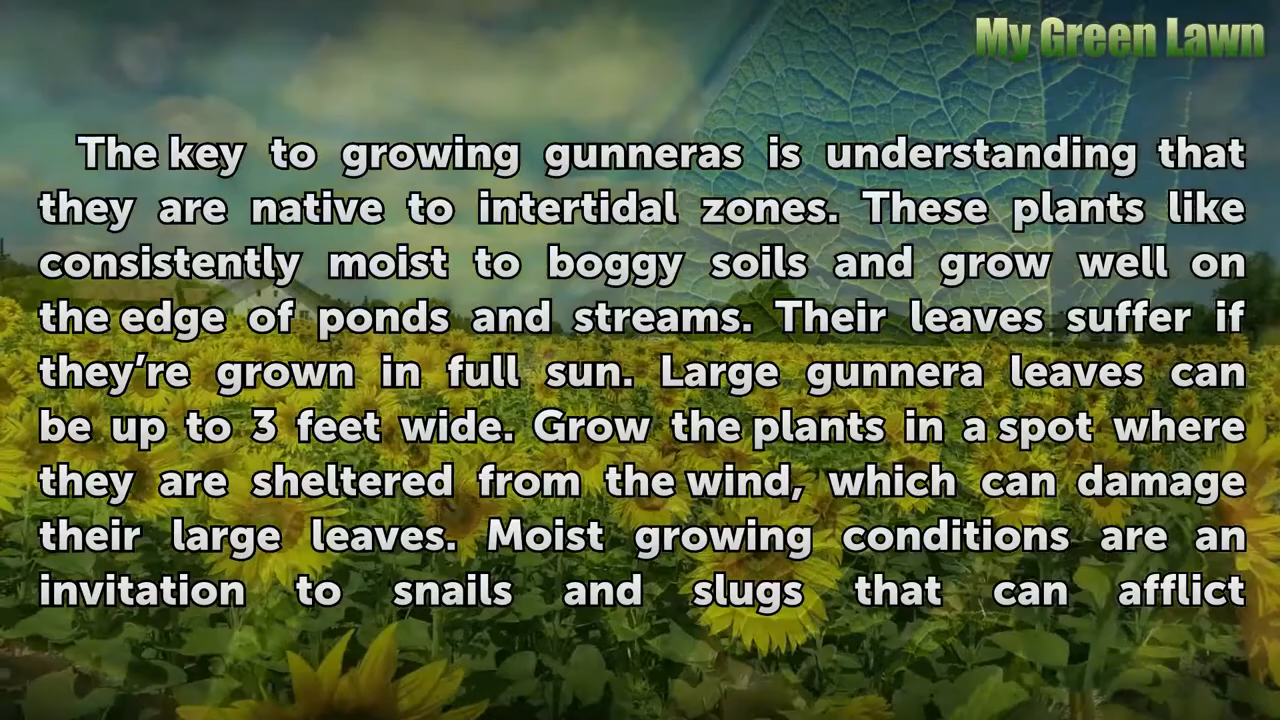 My Green Lawn
The key to growing gunneras is understanding that
they are native to intertidal zones. These plants like
consistently moist to boggy soils and grow well on
the edge of ponds and streams. Their leaves suffer if
they’re grown in full sun. Large gunnera leaves can
be up to 3 feet wide. Grow the plants in a spot where
they are sheltered from the wind, which can damage
their large leaves. Moist growing conditions are an
invitation to snails and slugs that can afflict